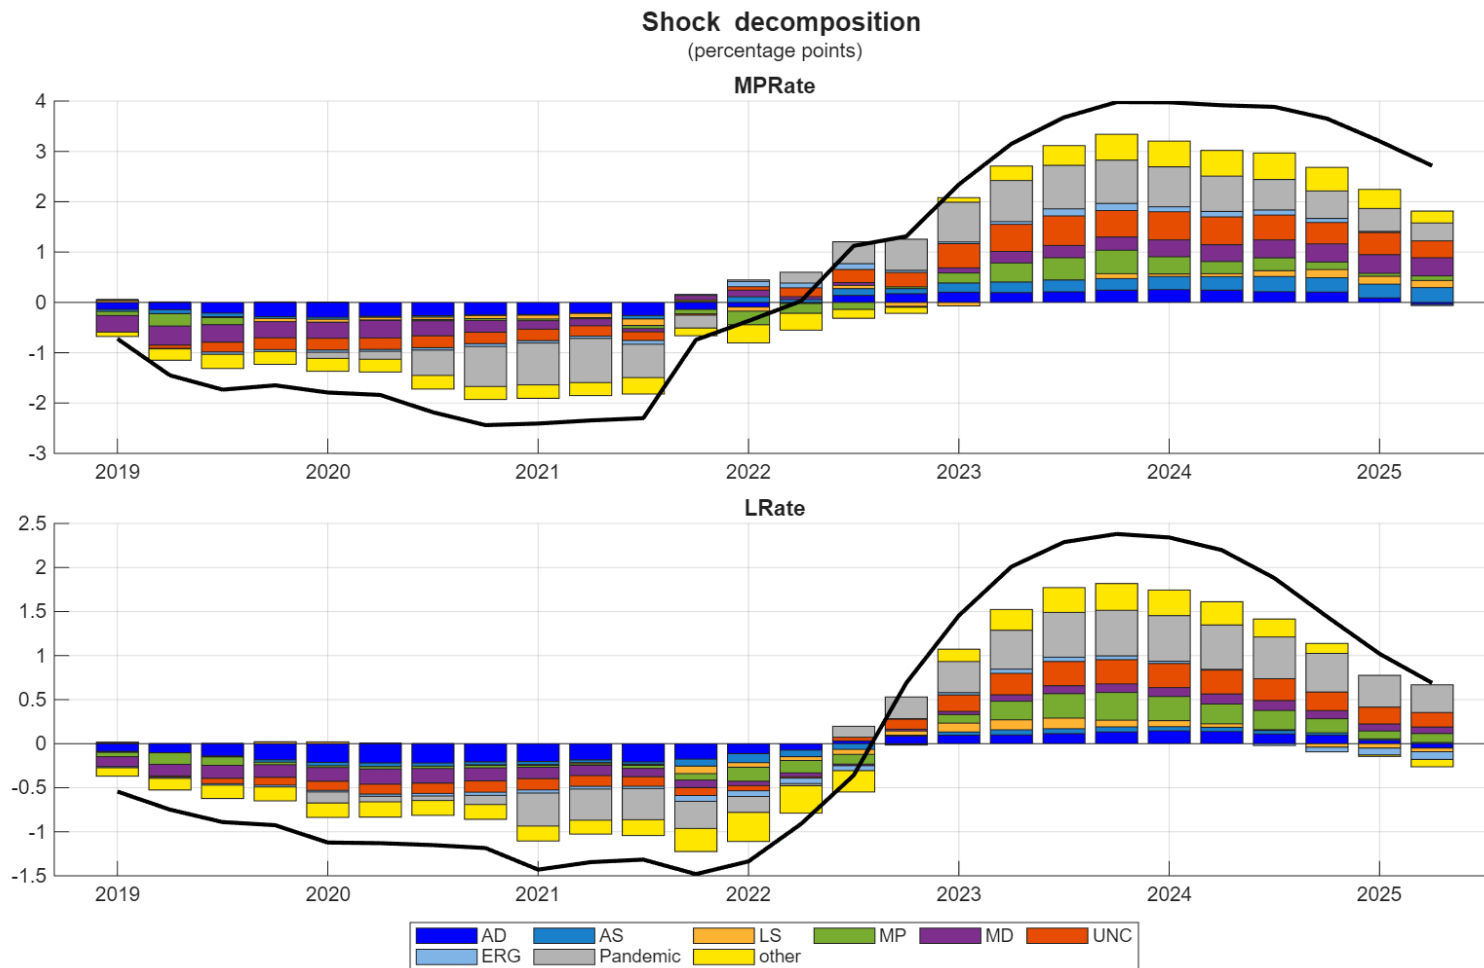 Shock decomposition
(percentage points)
MPRate
4
3
2
1
0
-1
-2
-3
2019 2020 2021 2022 2023 2024 2025
LRate
2.5
2
1.5
1
0.5
0
-0.5
-1
-1.5
2019 2020 2021 2022 2023 2024 2025
AD AS LS MP MD UNC
ERG Pandemic other